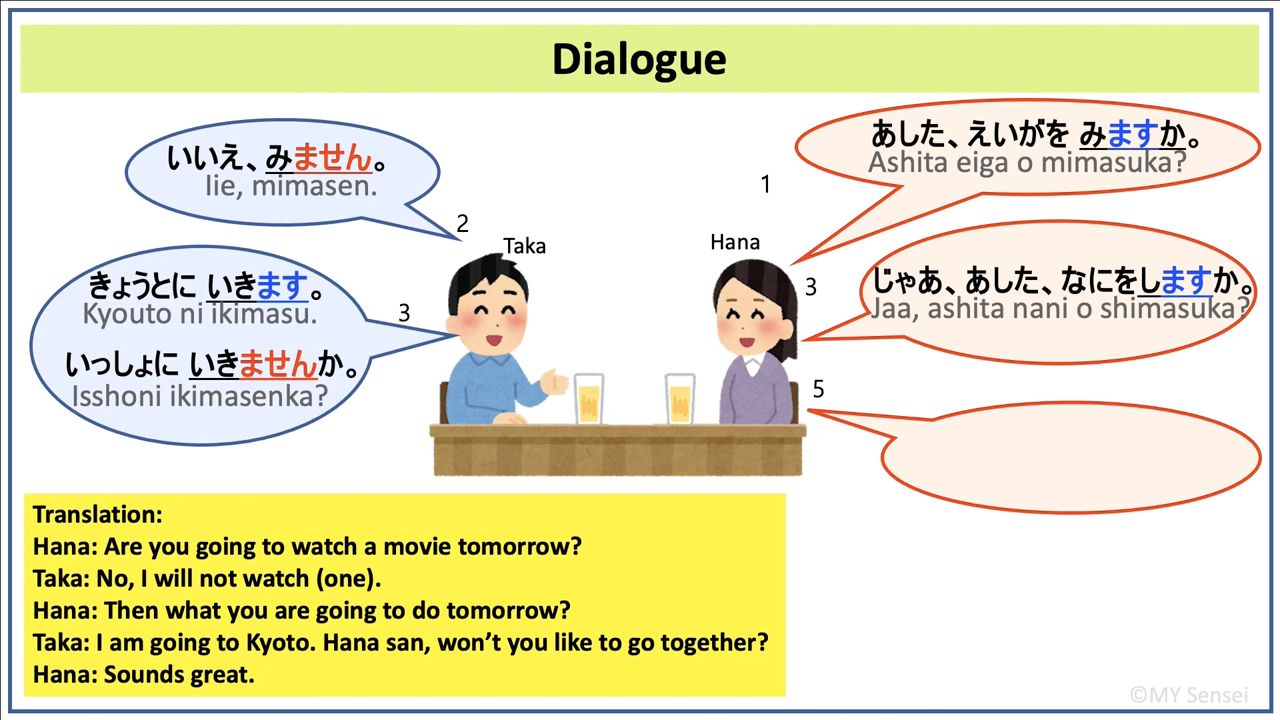 Dialogue
いいえ、みません。
Iie, mimasen.
2
Taka
きょうとに いきます。
Kyouto ni ikimasu.
いっしょに いきませんか。
Isshoni ikimasenka?
3
あした、えいがを みますか。
Ashita eiga o mimasuka?
1
Hana
じゃあ、あした、なにをしますか。
Jaa, ashita nani o shimasuka?
3
5
Translation:
Hana: Are you going to watch a movie tomorrow?
Taka: No, I will not watch (one).
Hana: Then what you are going to do tomorrow?
Taka: I am going to Kyoto. Hana san, won't you like to go together?
Hana: Sounds great.
©MY Sensei